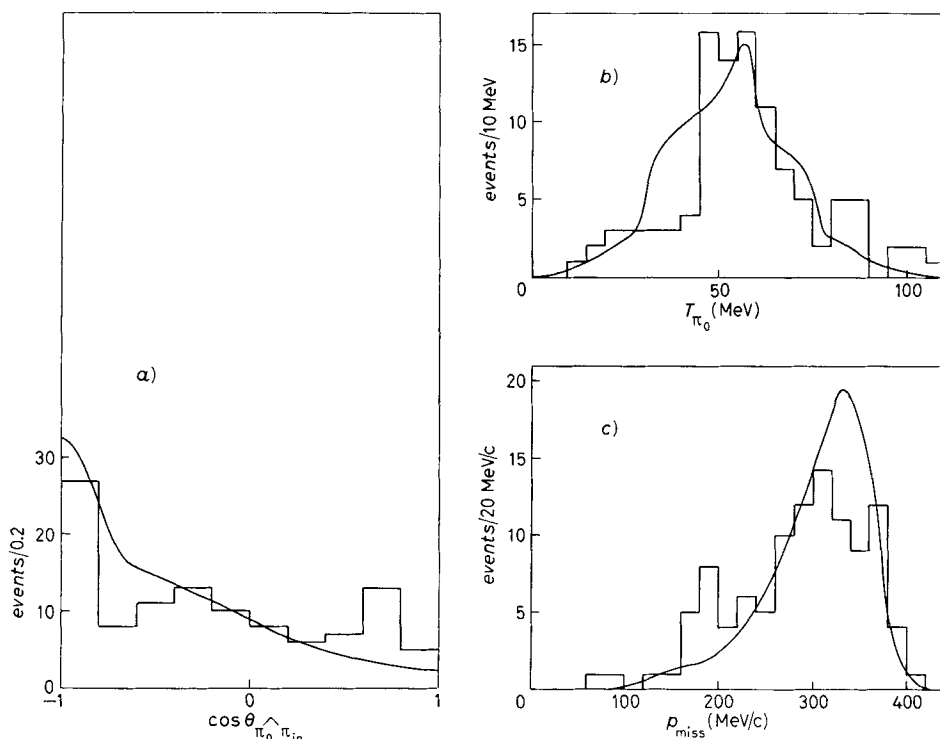 a)
30
20
10
0
events/0.2
-1
0
1
cos θ π₀ π in
b)
15
10
5
0
events/10 MeV
50
100
T π₀ (MeV)
c)
20
15
10
5
0
events/20 MeV/c
100
200
300
400
p miss (MeV/c)